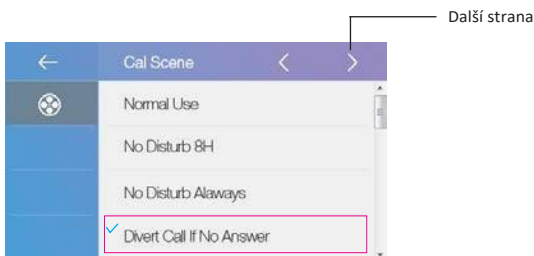 Další strana
Cal Scene
Normal Use
No Disturb 8H
No Disturb Alaways
Divert Call If No Answer